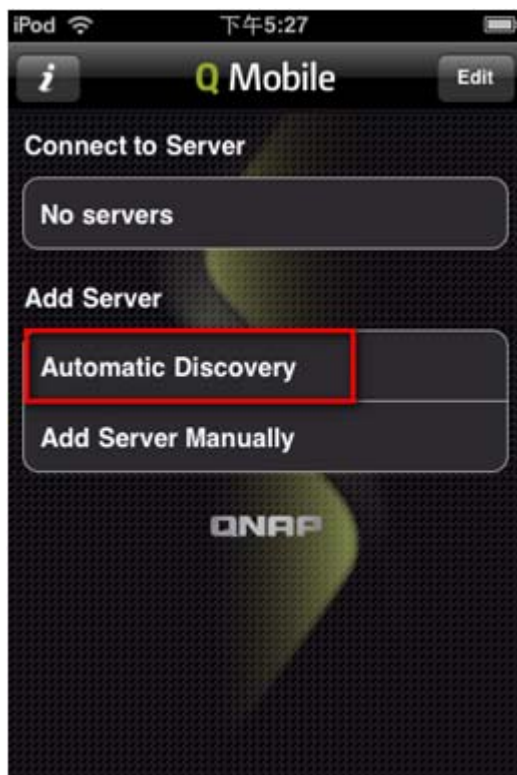 iPod 下午5:27
i Q Mobile Edit
Connect to Server
No servers
Add Server
Automatic Discovery
Add Server Manually
QNAP